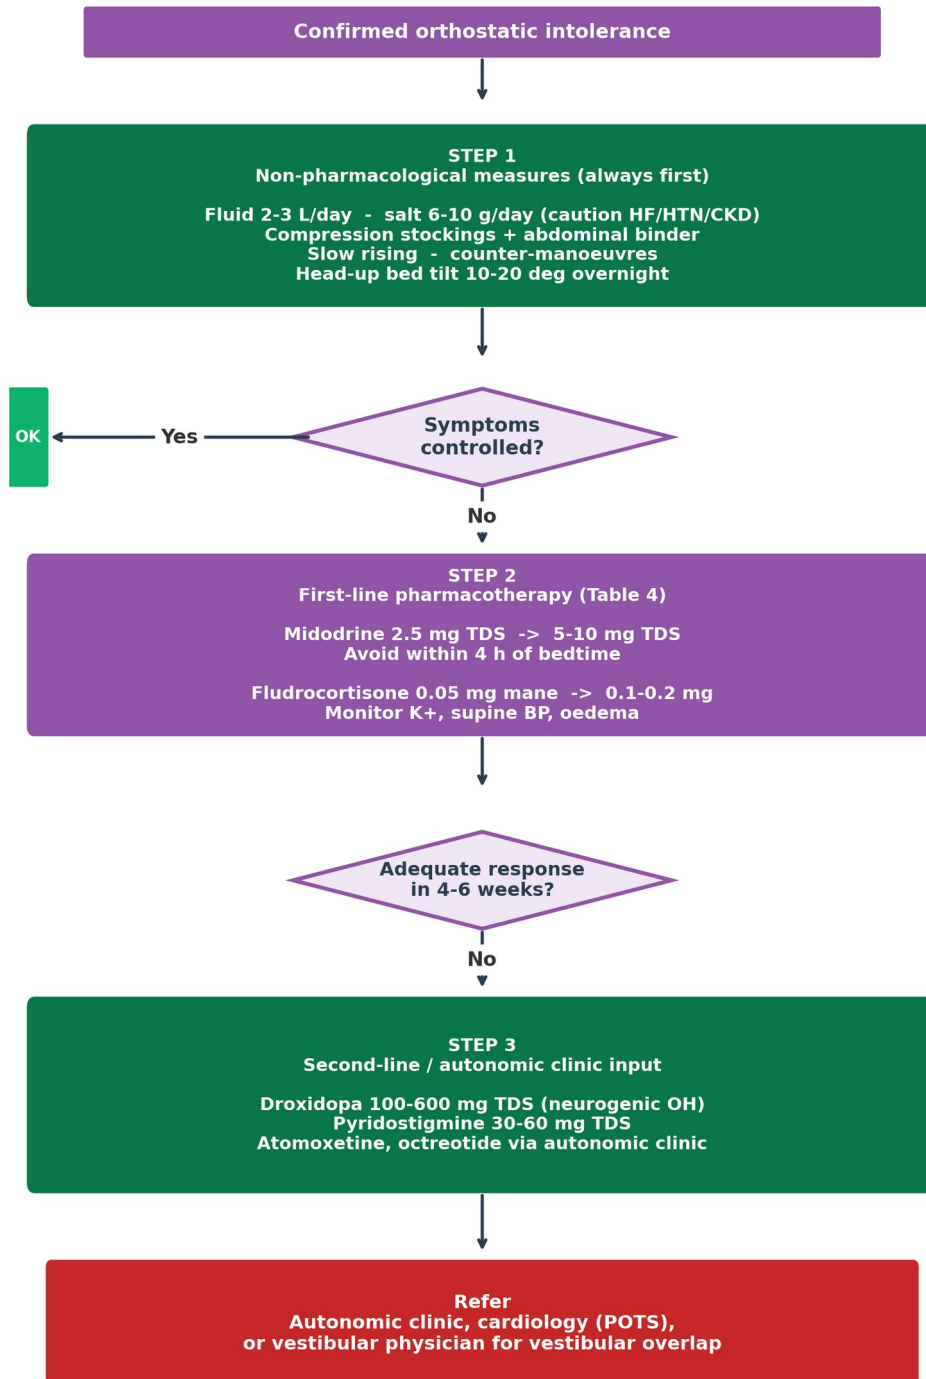 Confirmed orthostatic intolerance
STEP 1
Non-pharmacological measures (always first)
Fluid 2-3 L/day - salt 6-10 g/day (caution HF/HTN/CKD)
Compression stockings + abdominal binder
Slow rising - counter-manoeuvres
Head-up bed tilt 10-20 deg overnight
Symptoms
controlled?
Yes
OK
No
STEP 2
First-line pharmacotherapy (Table 4)
Midodrine 2.5 mg TDS -> 5-10 mg TDS
Avoid within 4 h of bedtime
Fludrocortisone 0.05 mg mane -> 0.1-0.2 mg
Monitor K+, supine BP, oedema
Adequate response
in 4-6 weeks?
No
STEP 3
Second-line / autonomic clinic input
Droxidopa 100-600 mg TDS (neurogenic OH)
Pyridostigmine 30-60 mg TDS
Atomoxetine, octreotide via autonomic clinic
Refer
Autonomic clinic, cardiology (POTS),
or vestibular physician for vestibular overlap